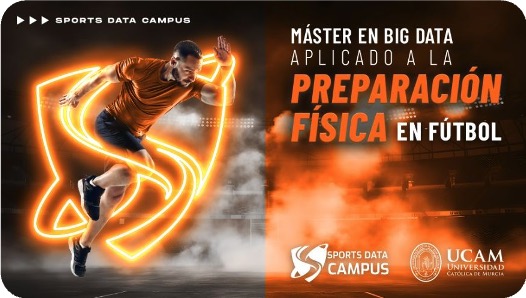 SPORTS DATA CAMPUS
MÁSTER EN BIG DATA
APLICADO A LA
PREPARACIÓN
FÍSICA EN FÚTBOL
SPORTS DATA
CAMPUS
UCAM
UNIVERSIDAD
CATÓLICA DE MURCIA